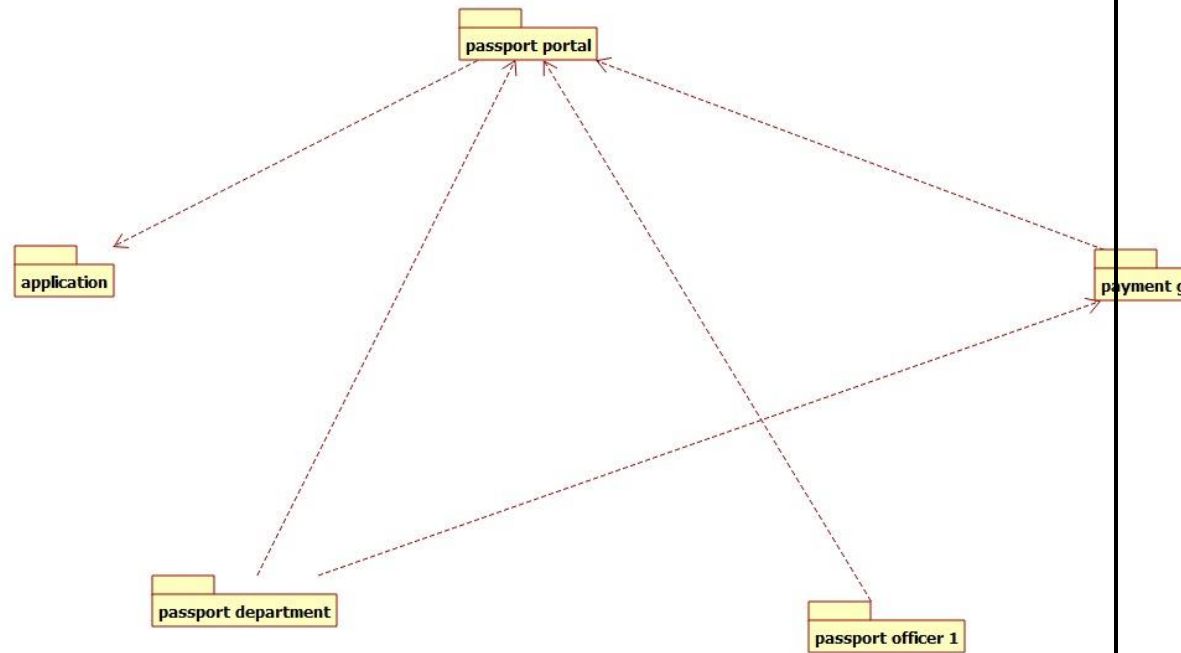 passport portal
application
payment g
passport department
passport officer 1